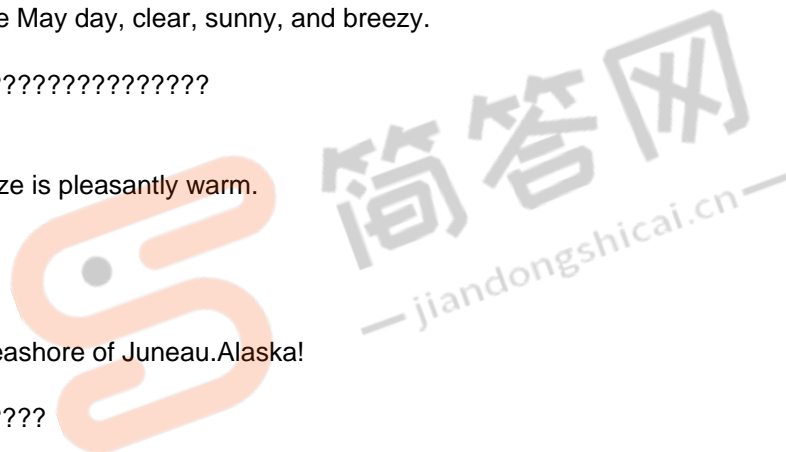 e May day, clear, sunny, and breezy.
??????????????
ze is pleasantly warm.
eashore of Juneau.Alaska!
????
简答网
jiandongshicai.cn